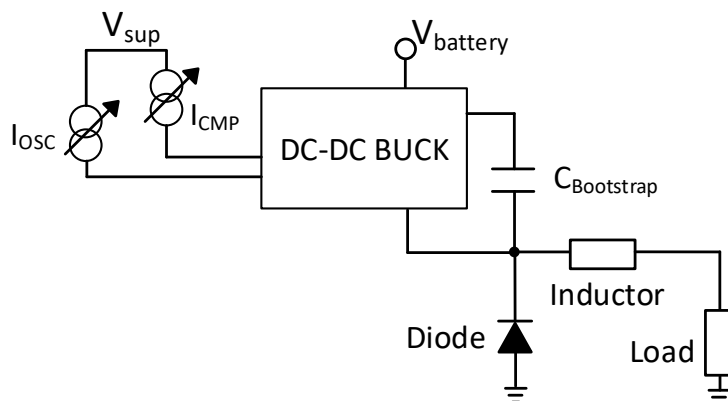 Vsup
Vbattery
IOSC
ICMP
DC-DC BUCK
CBootstrap
Inductor
Diode
Load